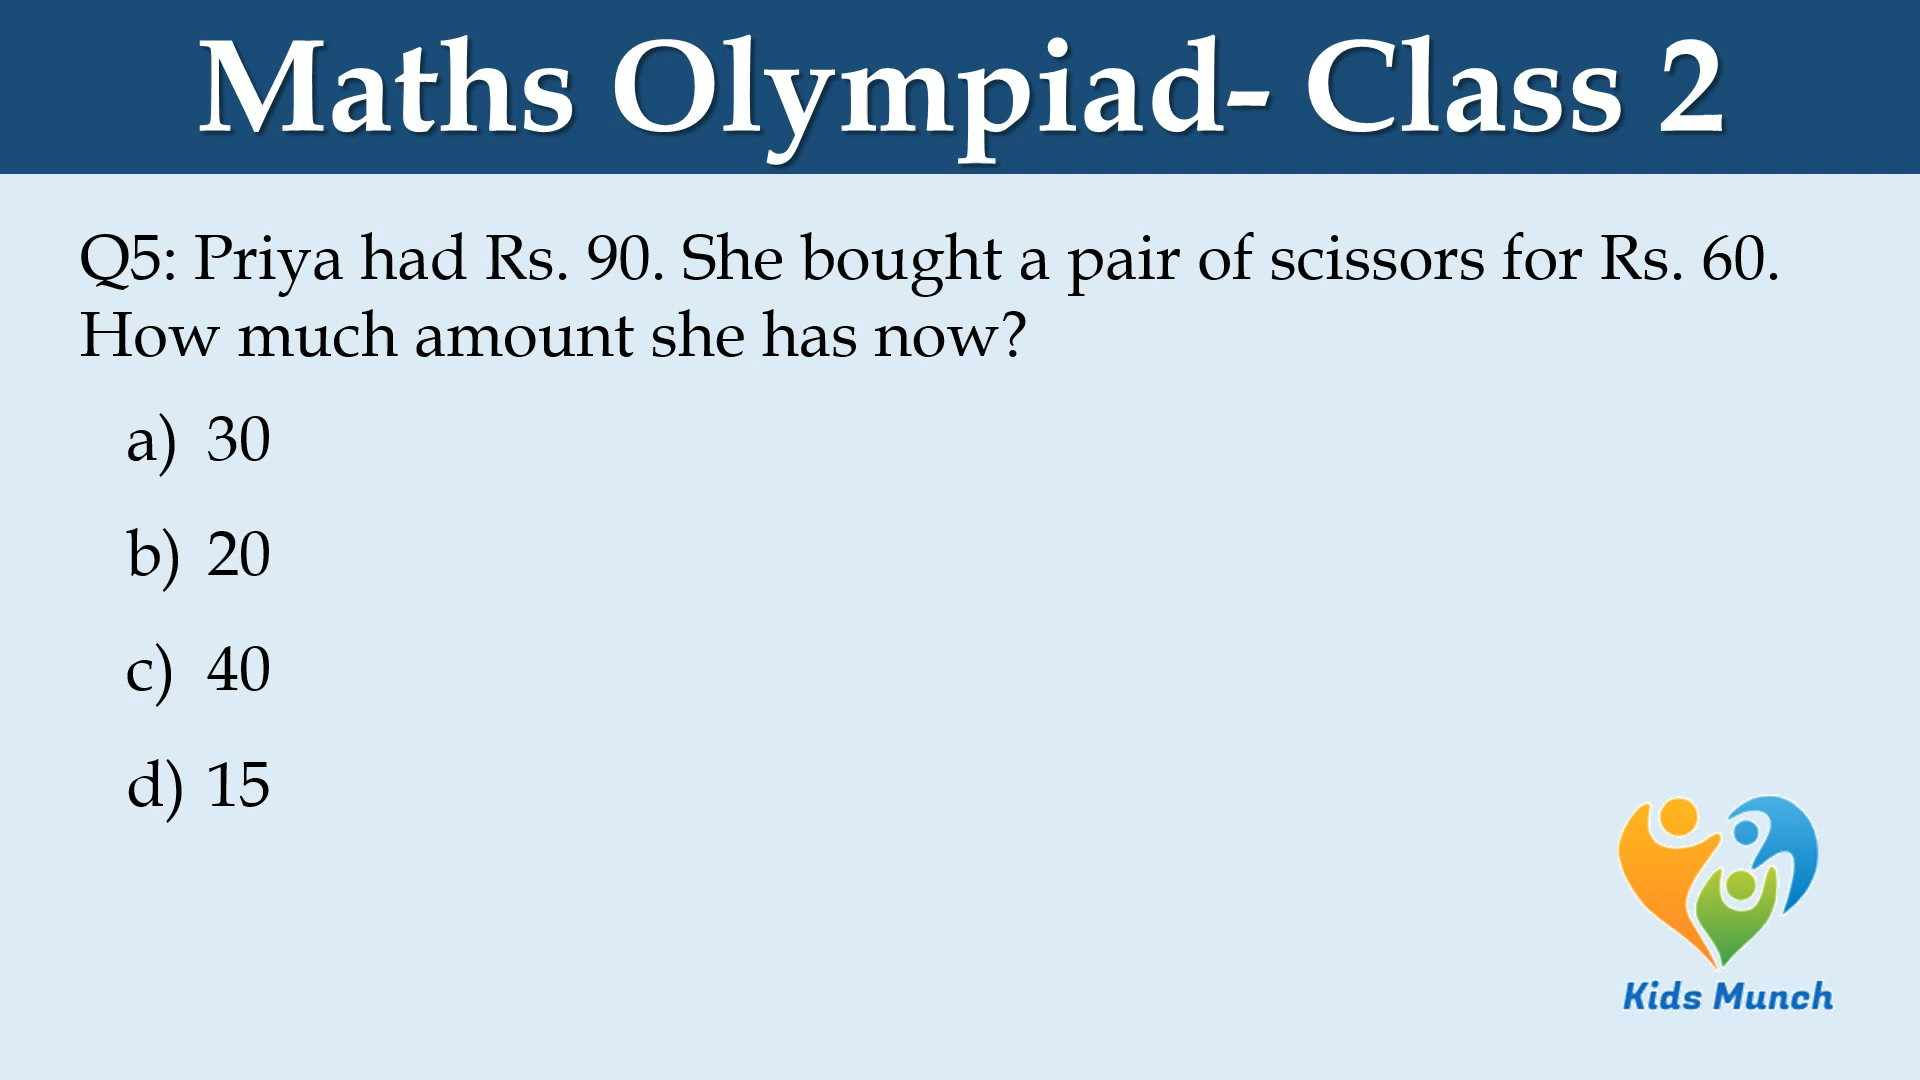 Maths Olympiad- Class 2
Q5: Priya had Rs. 90. She bought a pair of scissors for Rs. 60.
How much amount she has now?
a) 30
b) 20
c) 40
d) 15
Kids Munch